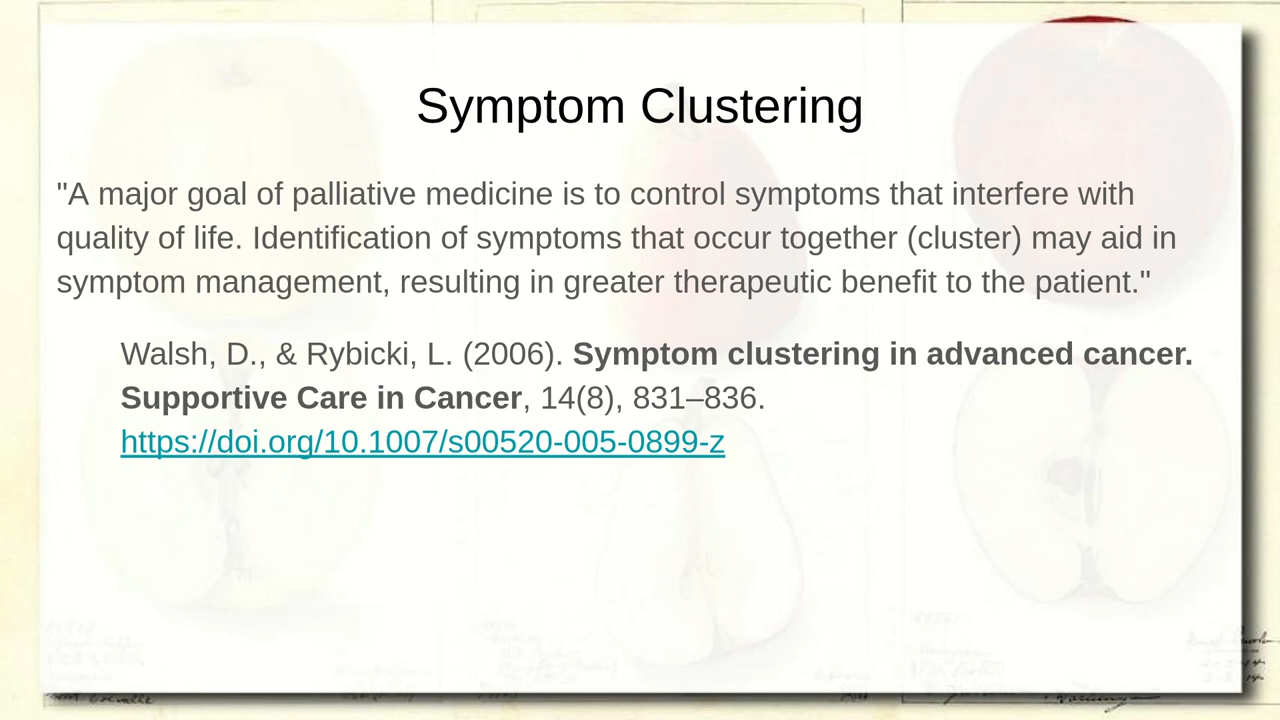 Symptom Clustering
"A major goal of palliative medicine is to control symptoms that interfere with
quality of life. Identification of symptoms that occur together (cluster) may aid in
symptom management, resulting in greater therapeutic benefit to the patient."
Walsh, D., & Rybicki, L. (2006). Symptom clustering in advanced cancer.
Supportive Care in Cancer, 14(8), 831–836.
https://doi.org/10.1007/s00520-005-0899-z